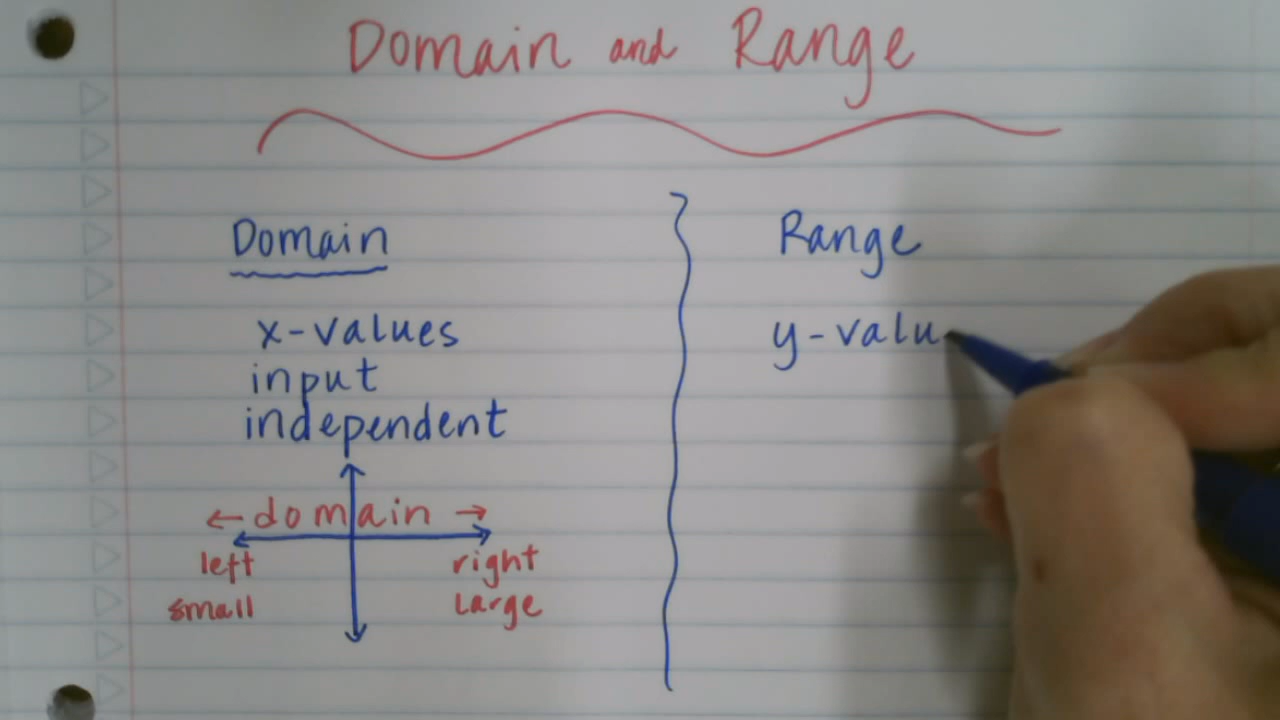 Domain and Range
Domain
x-values
input
independent
← domain →
left
right
small
large
Range
y-valu